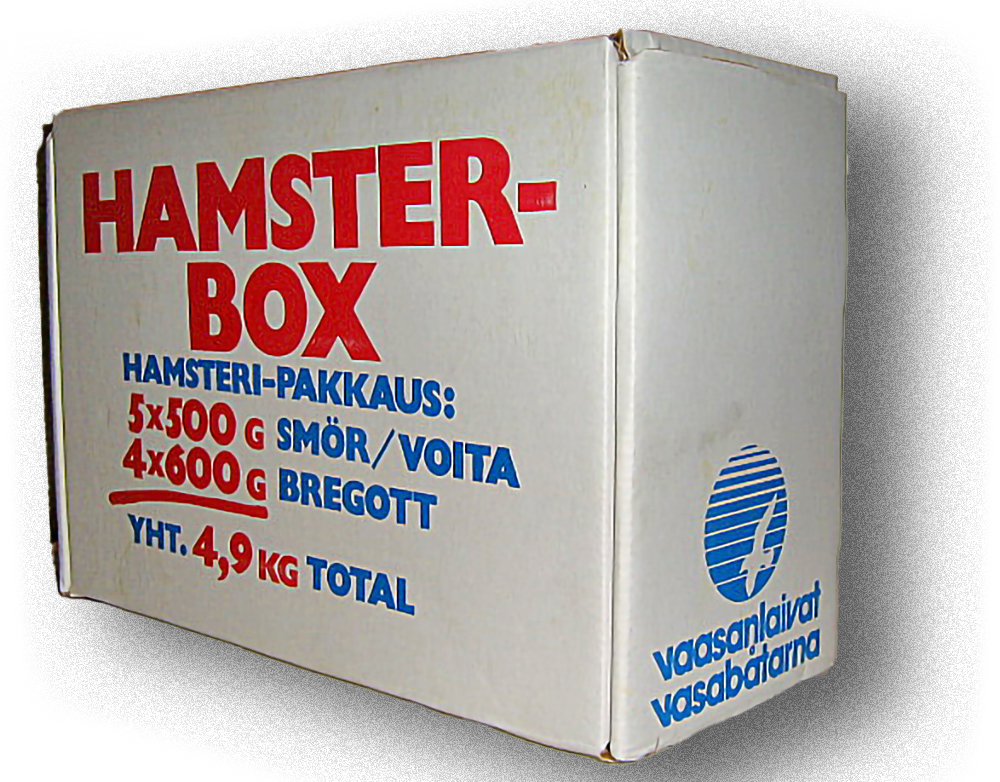 HAMSTER-
BOX
HAMSTERI-PAKKAUS:
5x500 G SMÖR/VOITA
4x600 G BREGOTT
YHT. 4,9 KG TOTAL
vaasanlaivat
vasabåtarna